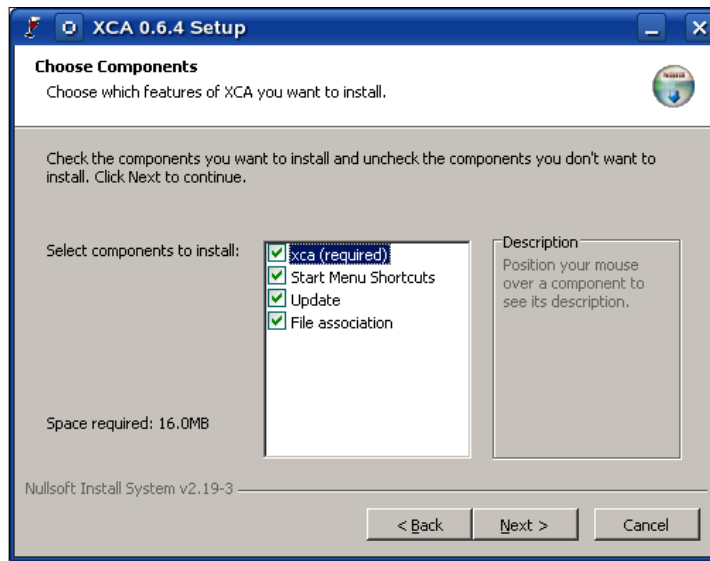 XCA 0.6.4 Setup
Choose Components
Choose which features of XCA you want to install.
Check the components you want to install and uncheck the components you don't want to
install. Click Next to continue.
Select components to install:
xca (required)
Start Menu Shortcuts
Update
File association
Description
Position your mouse
over a component to
see its description.
Space required: 16.0MB
Nullsoft Install System v2.19-3
< Back
Next >
Cancel